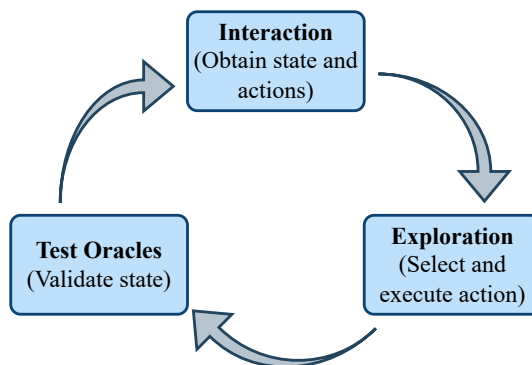 Interaction
(Obtain state and
actions)
Test Oracles
(Validate state)
Exploration
(Select and
execute action)